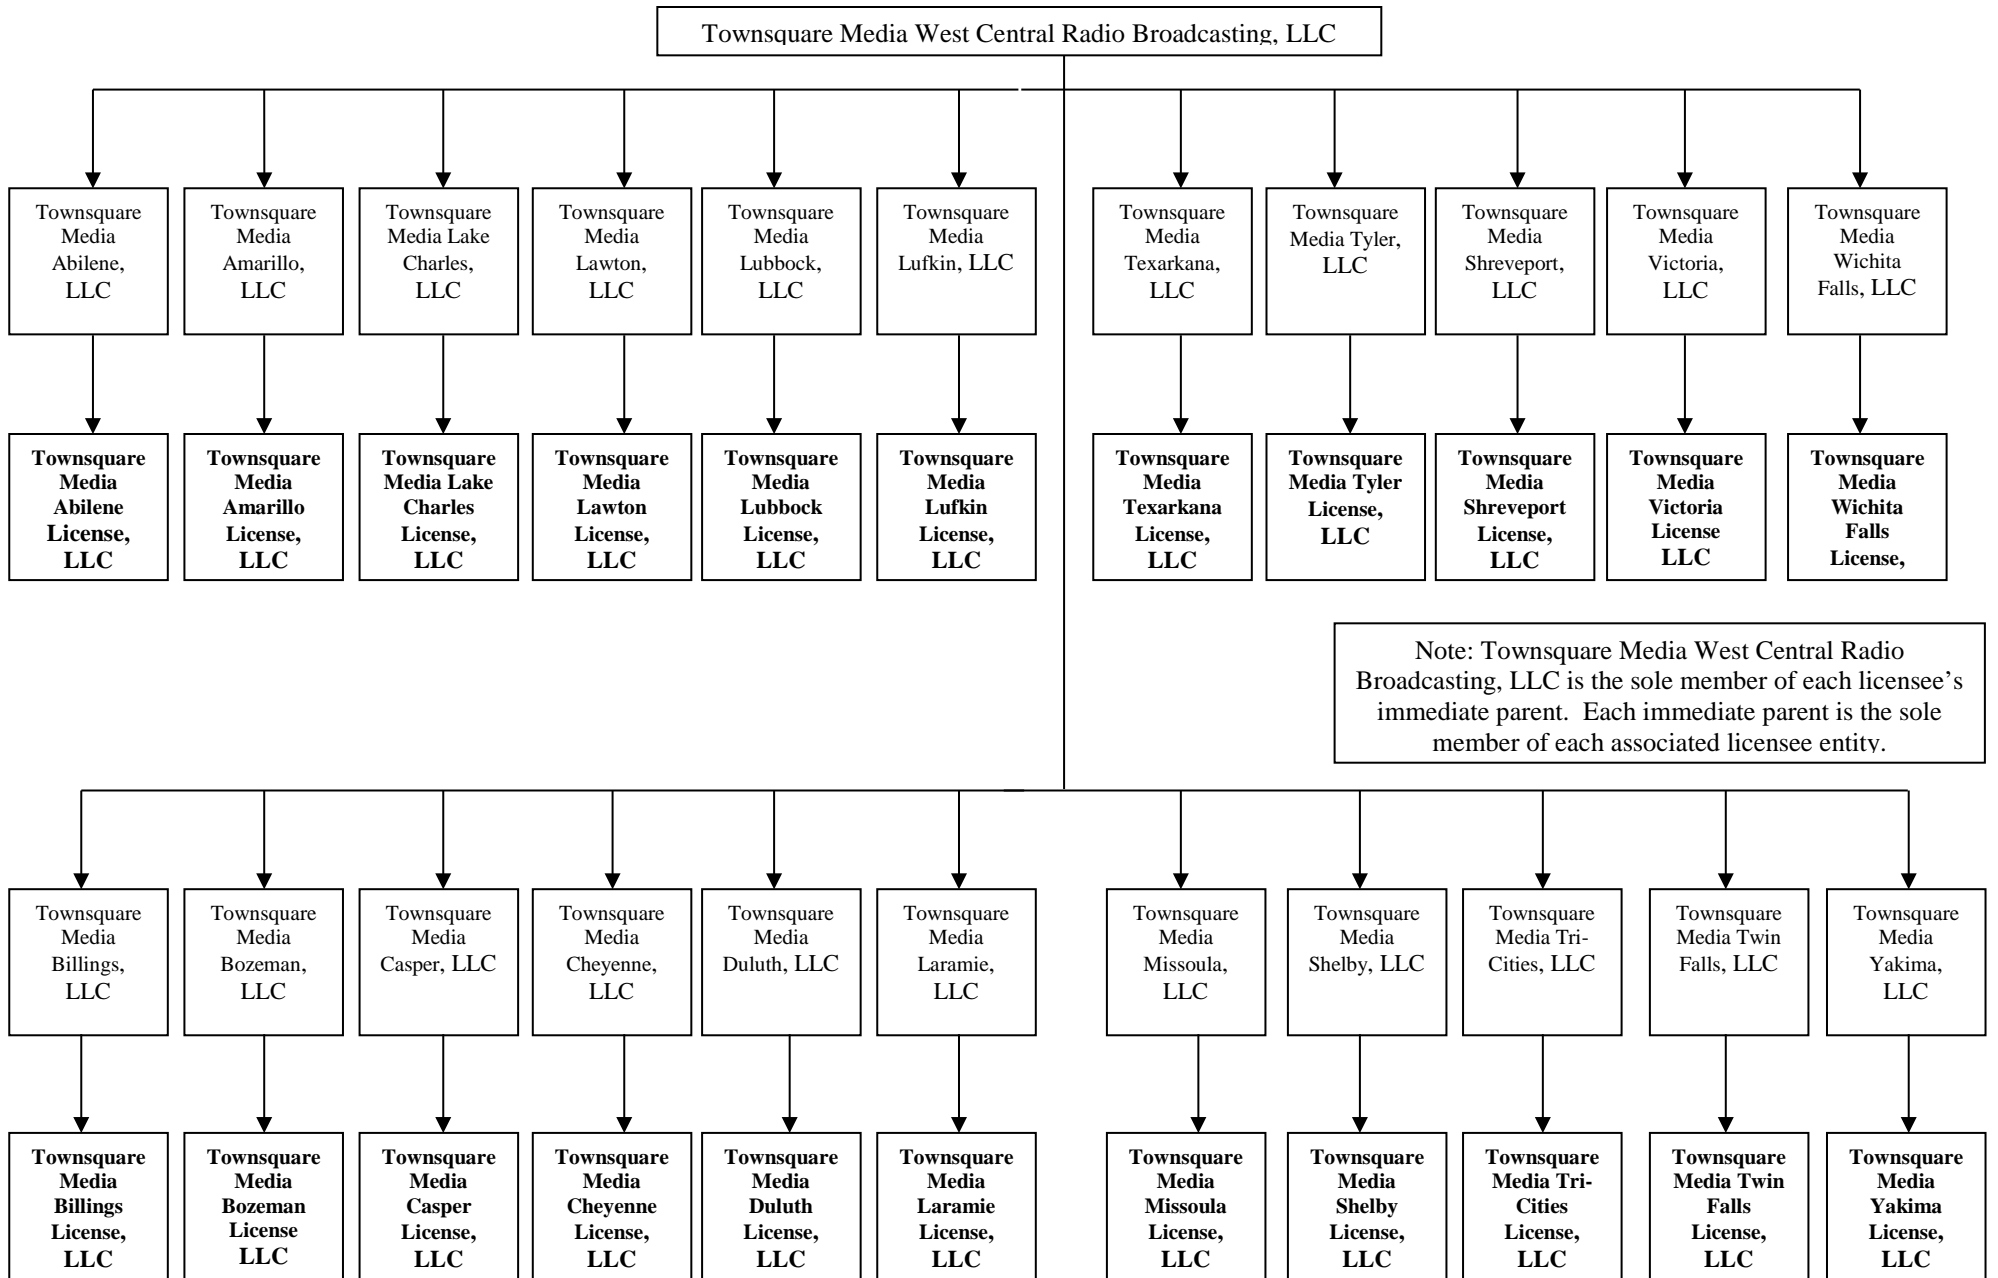 Townsquare Media West Central Radio Broadcasting, LLC
Townsquare
Media
Abilene,
LLC
Townsquare
Media
Amarillo,
LLC
Townsquare
Media Lake
Charles,
LLC
Townsquare
Media
Lawton,
LLC
Townsquare
Media
Lubbock,
LLC
Townsquare
Media
Lufkin, LLC
Townsquare
Media
Texarkana,
LLC
Townsquare
Media Tyler,
LLC
Townsquare
Media
Shreveport,
LLC
Townsquare
Media
Victoria,
LLC
Townsquare
Media
Wichita
Falls, LLC
Townsquare
Media
Abilene
License,
LLC
Townsquare
Media
Amarillo
License,
LLC
Townsquare
Media Lake
Charles
License,
LLC
Townsquare
Media
Lawton
License,
LLC
Townsquare
Media
Lubbock
License,
LLC
Townsquare
Media
Lufkin
License,
LLC
Townsquare
Media
Texarkana
License,
LLC
Townsquare
Media Tyler
License,
LLC
Townsquare
Media
Shreveport
License,
LLC
Townsquare
Media
Victoria
License
LLC
Townsquare
Media
Wichita
Falls
License,
Note: Townsquare Media West Central Radio
Broadcasting, LLC is the sole member of each licensee’s
immediate parent.  Each immediate parent is the sole
member of each associated licensee entity.
Townsquare
Media
Billings,
LLC
Townsquare
Media
Bozeman,
LLC
Townsquare
Media
Casper, LLC
Townsquare
Media
Cheyenne,
LLC
Townsquare
Media
Duluth, LLC
Townsquare
Media
Laramie,
LLC
Townsquare
Media
Missoula,
LLC
Townsquare
Media
Shelby, LLC
Townsquare
Media Tri-
Cities, LLC
Townsquare
Media Twin
Falls, LLC
Townsquare
Media
Yakima,
LLC
Townsquare
Media
Billings
License,
LLC
Townsquare
Media
Bozeman
License
LLC
Townsquare
Media
Casper
License,
LLC
Townsquare
Media
Cheyenne
License,
LLC
Townsquare
Media
Duluth
License,
LLC
Townsquare
Media
Laramie
License,
LLC
Townsquare
Media
Missoula
License,
LLC
Townsquare
Media
Shelby
License,
LLC
Townsquare
Media Tri-
Cities
License,
LLC
Townsquare
Media Twin
Falls
License,
LLC
Townsquare
Media
Yakima
License,
LLC